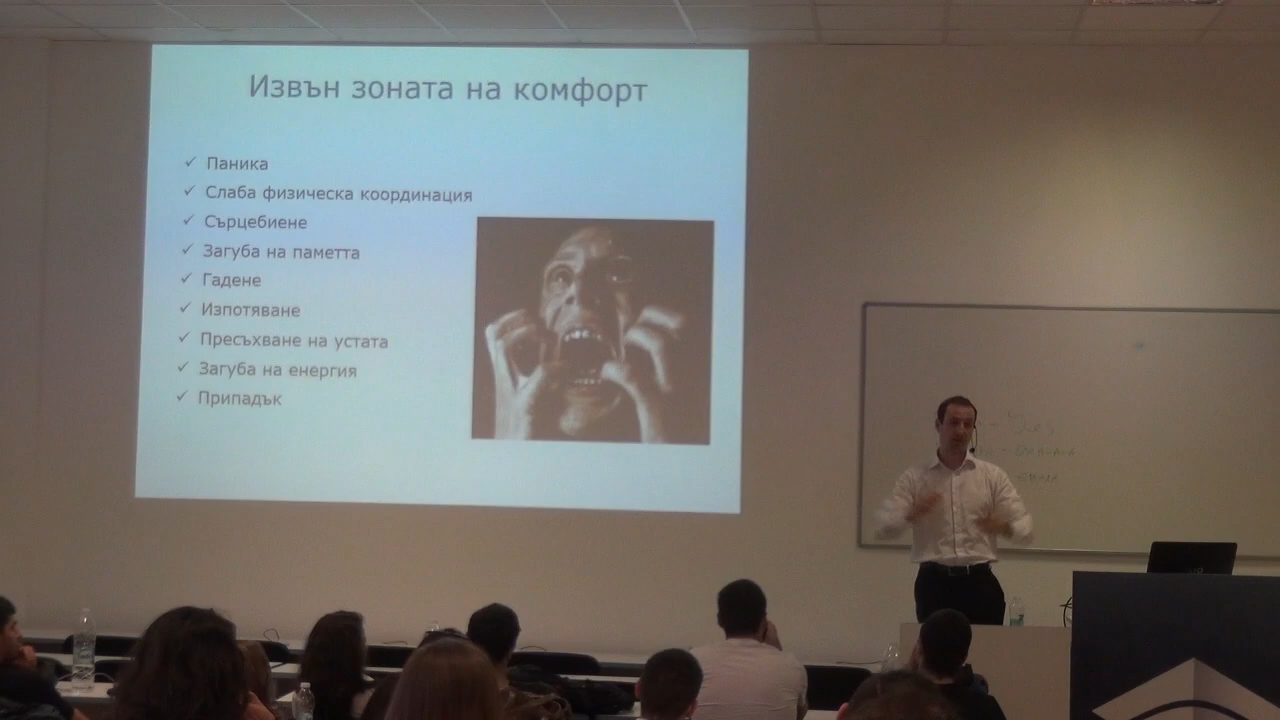 Извън зоната на комфорт
✓ Паника
✓ Слаба физическа координация
✓ Сърцебиене
✓ Загуба на паметта
✓ Гадене
✓ Изпотяване
✓ Пресъхване на устата
✓ Загуба на енергия
✓ Припадък